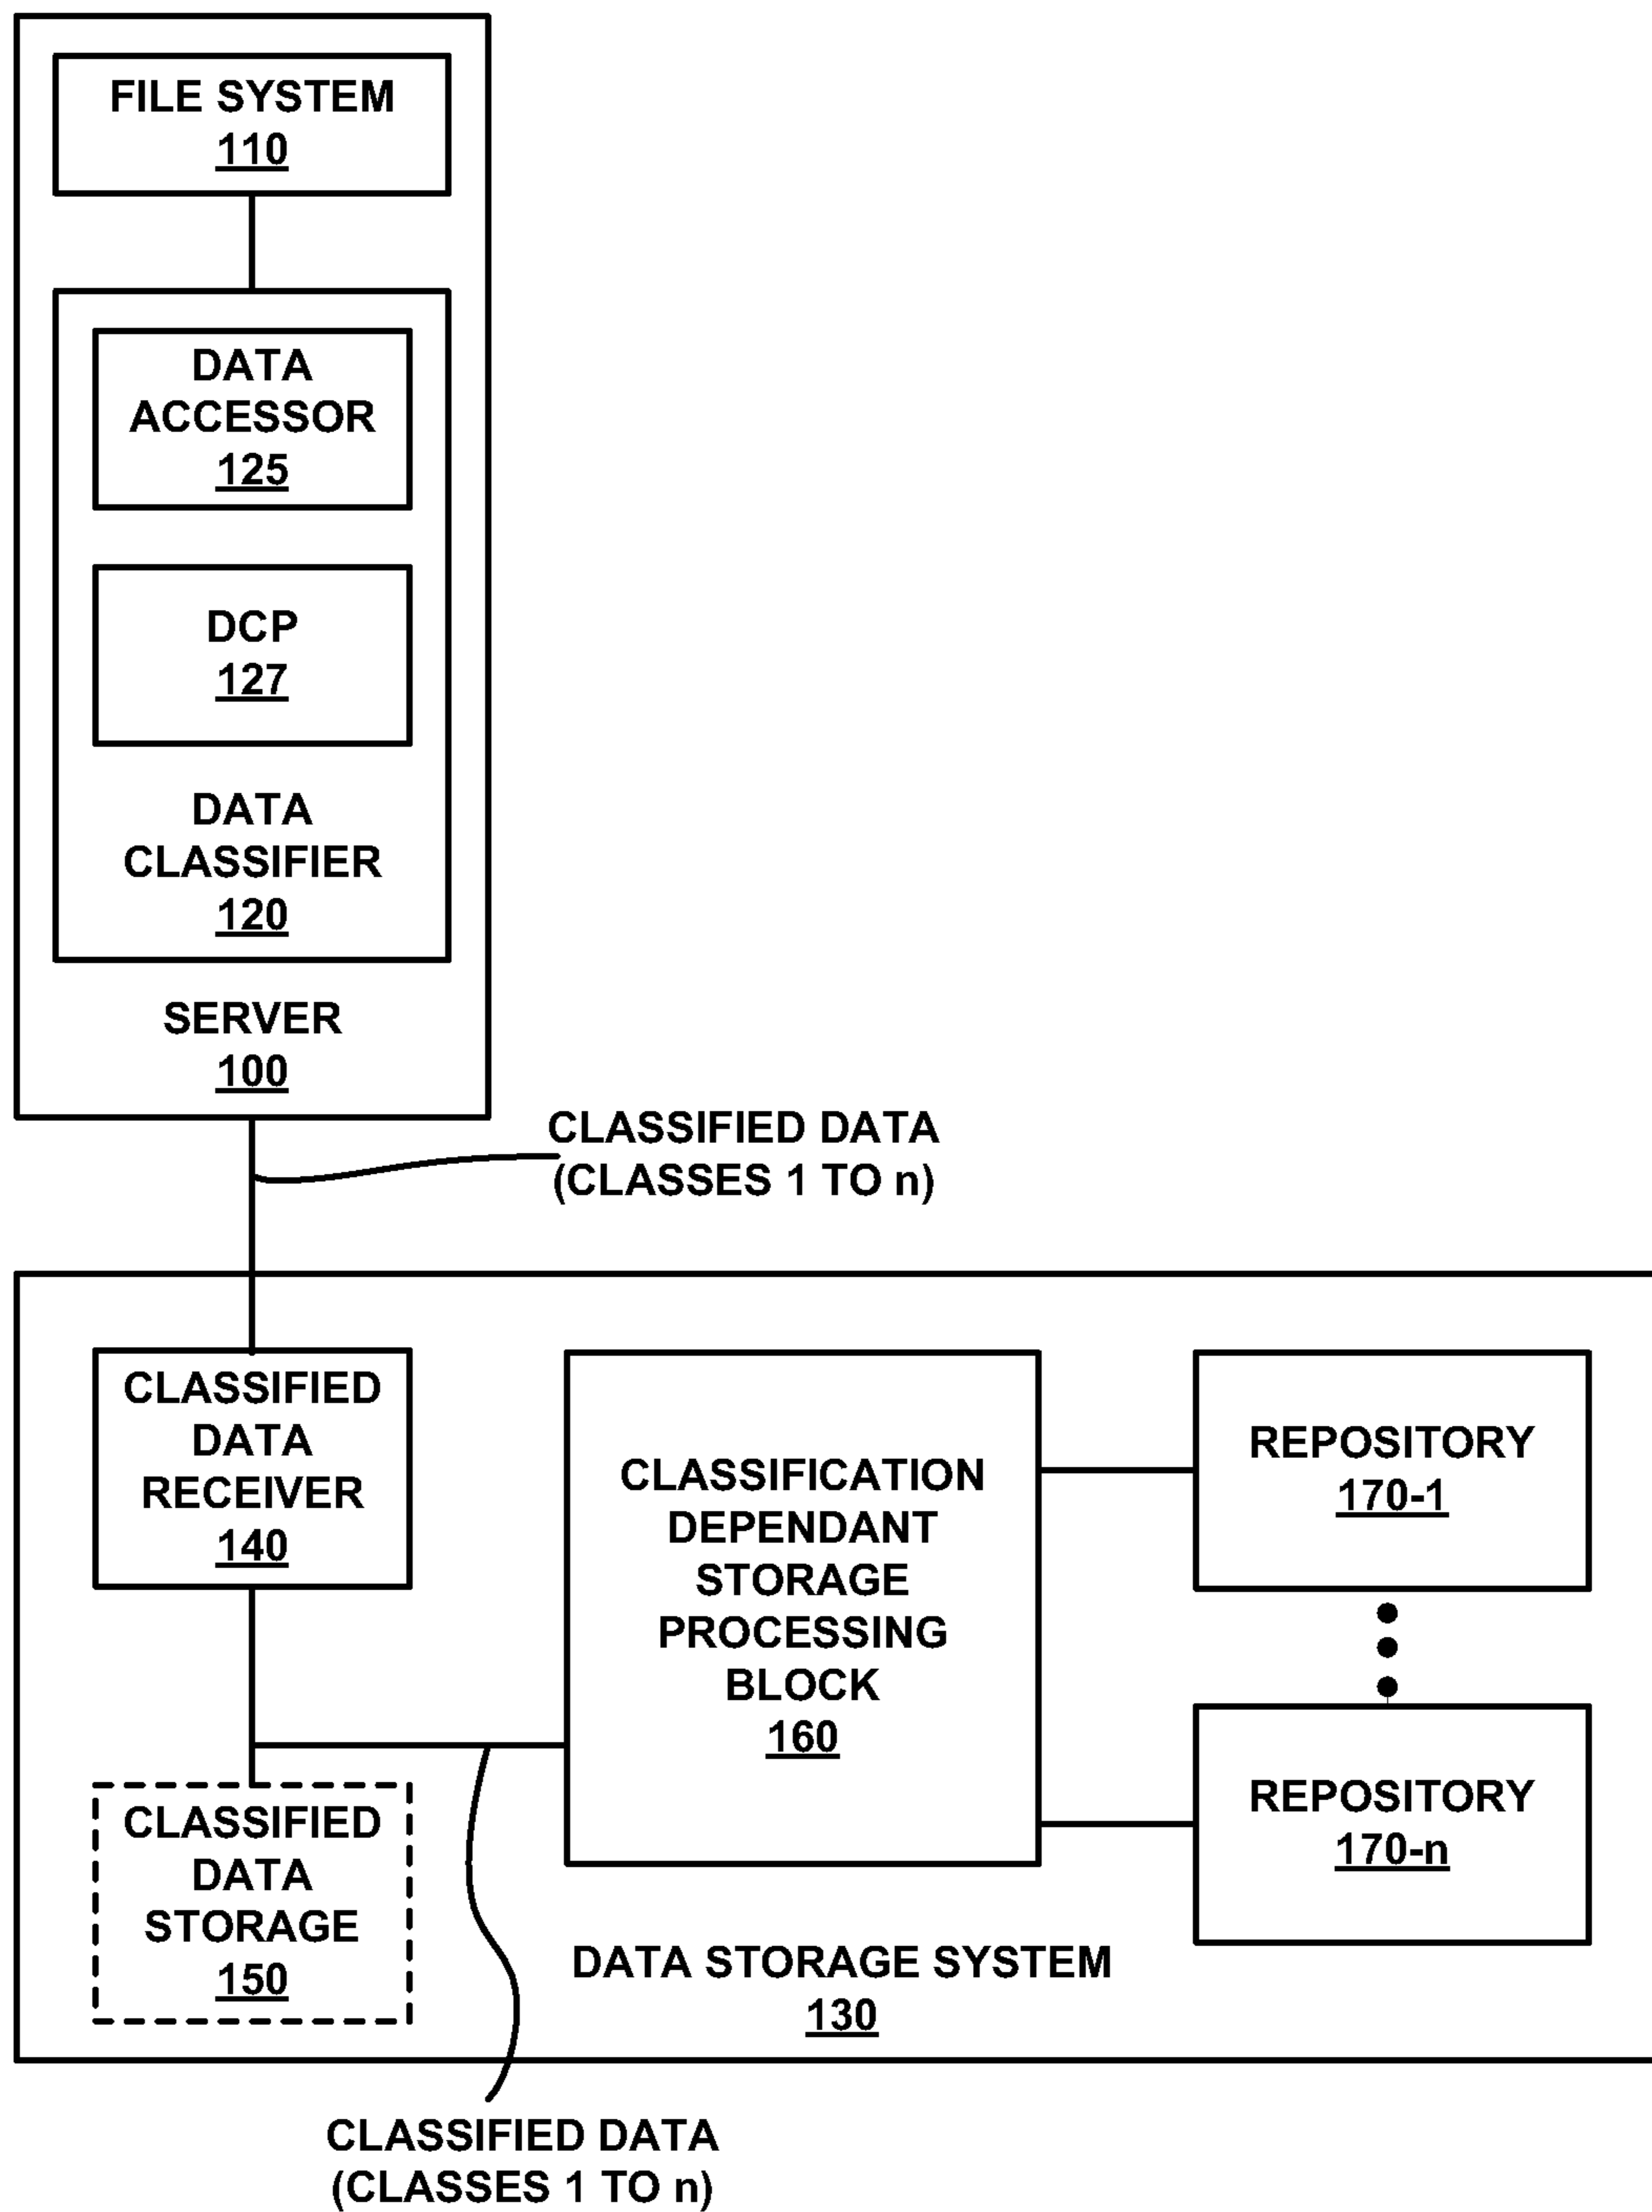 FILE SYSTEM
110
DATA
ACCESSOR
125
DCP
127
DATA
CLASSIFIER
120
SERVER
100
CLASSIFIED DATA
(CLASSES 1 TO n)
CLASSIFIED
DATA
RECEIVER
140
CLASSIFICATION
DEPENDANT
STORAGE
PROCESSING
BLOCK
160
REPOSITORY
170-1
REPOSITORY
170-n
CLASSIFIED
DATA
STORAGE
150
DATA STORAGE SYSTEM
130
CLASSIFIED DATA
(CLASSES 1 TO n)